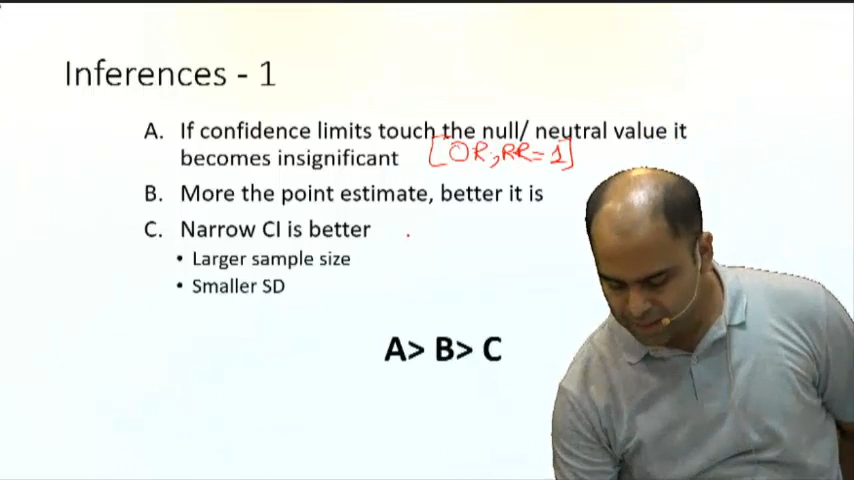 Inferences - 1
A. If confidence limits touch the null/ neutral value it
becomes insignificant [OR, RR = 1]
B. More the point estimate, better it is
C. Narrow CI is better
• Larger sample size
• Smaller SD
A> B> C